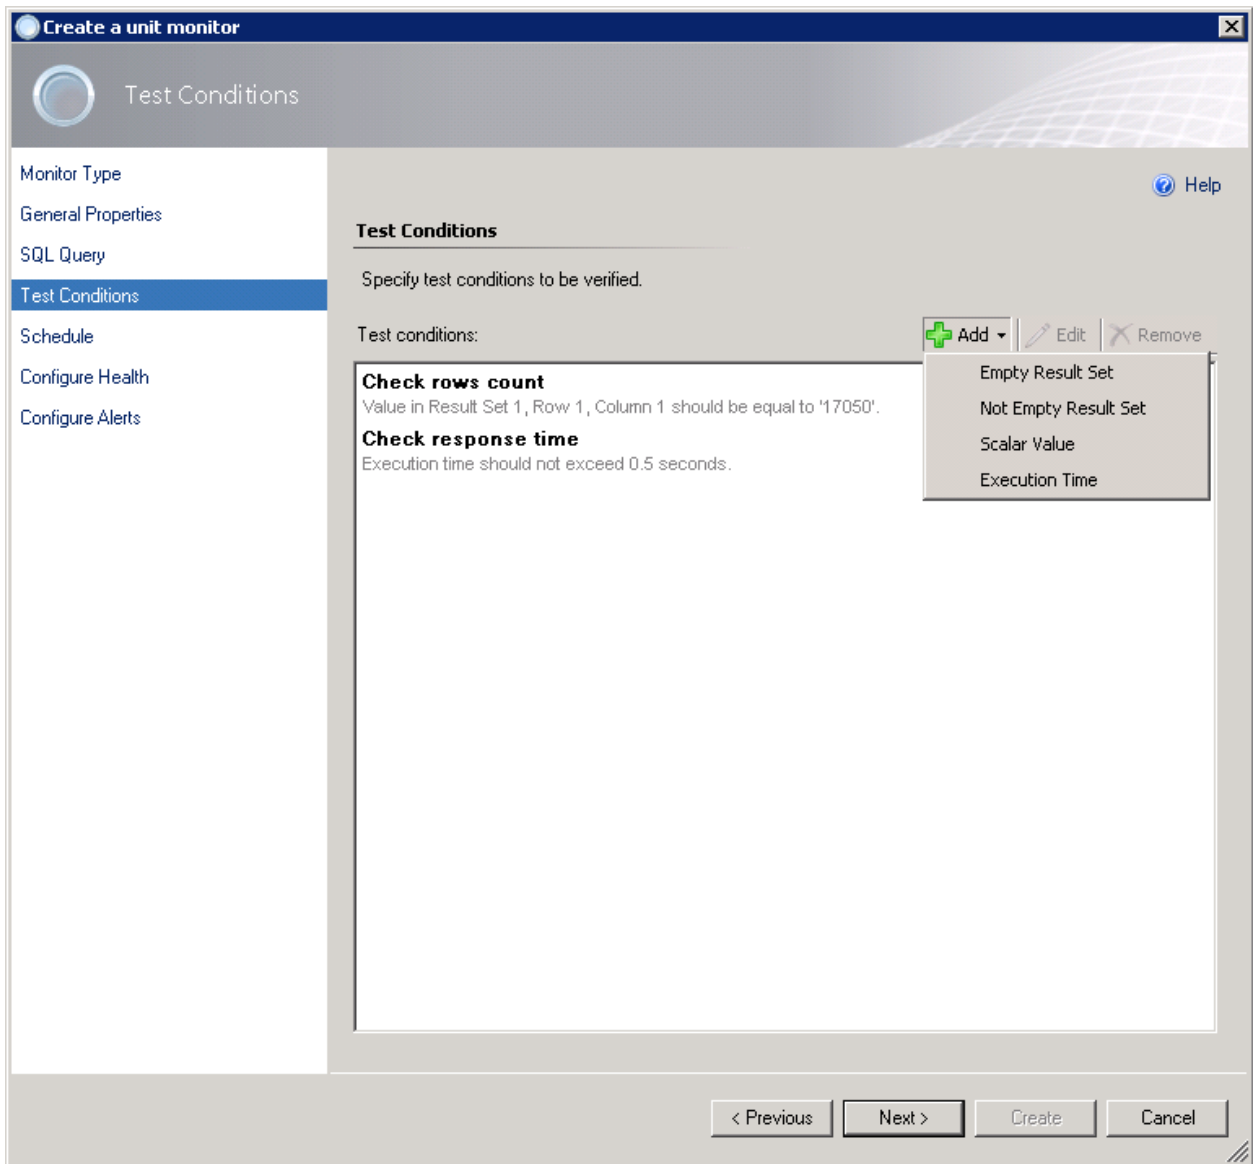 Create a unit monitor
Test Conditions
Monitor Type
General Properties
SQL Query
Test Conditions
Schedule
Configure Health
Configure Alerts
Help
Test Conditions
Specify test conditions to be verified.
Test conditions:
Add
Edit
Remove
Empty Result Set
Not Empty Result Set
Scalar Value
Execution Time
Check rows count
Value in Result Set 1, Row 1, Column 1 should be equal to '17050'.
Check response time
Execution time should not exceed 0.5 seconds.
< Previous
Next >
Create
Cancel